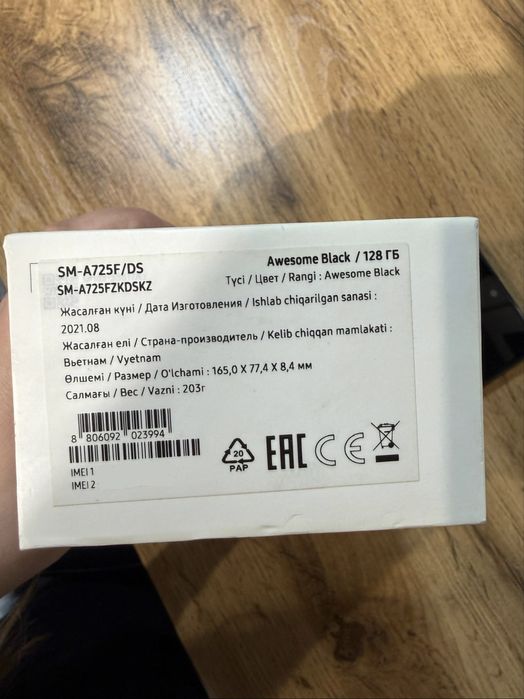 SM-A725F/DS
SM-A725FZKDSKZ
Awesome Black / 128 ГБ
Түсі / Цвет / Rangi : Awesome Black
Жасалған күні / Дата Изготовления / Ishlab chiqarilgan sanasi :
2021.08
Жасалған елі / Страна-производитель / Kelib chiqqan mamlakati :
Вьетнам / Vyetnam
Өлшемі / Размер / O'lchami : 165,0 X 77,4 X 8,4 мм
Салмағы / Вес / Vazni : 203г
8 806092 023994
IMEI 1
IMEI 2
20
PAP
EAC
CE